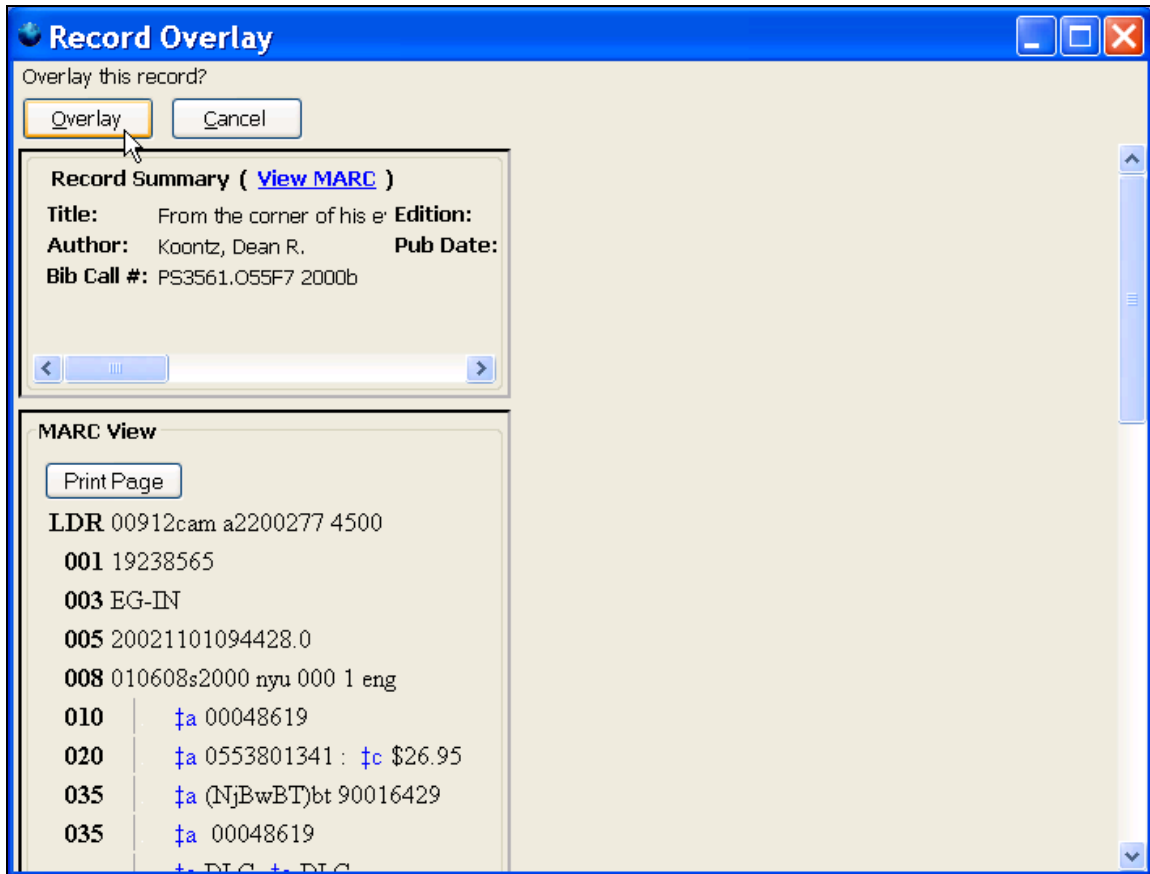 Record Overlay
Overlay this record?
Overlay Cancel
Record Summary ( View MARC )
Title: From the corner of his e Edition:
Author: Koontz, Dean R. Pub Date:
Bib Call #: PS3561.O55F7 2000b
MARC View
Print Page
LDR 00912cam a2200277 4500
001 19238565
003 EG-IN
005 20021101094428.0
008 010608s2000 nyu 000 1 eng
010 ‡a 00048619
020 ‡a 0553801341 : ‡c $26.95
035 ‡a (NjBwBT)bt 90016429
035 ‡a 00048619